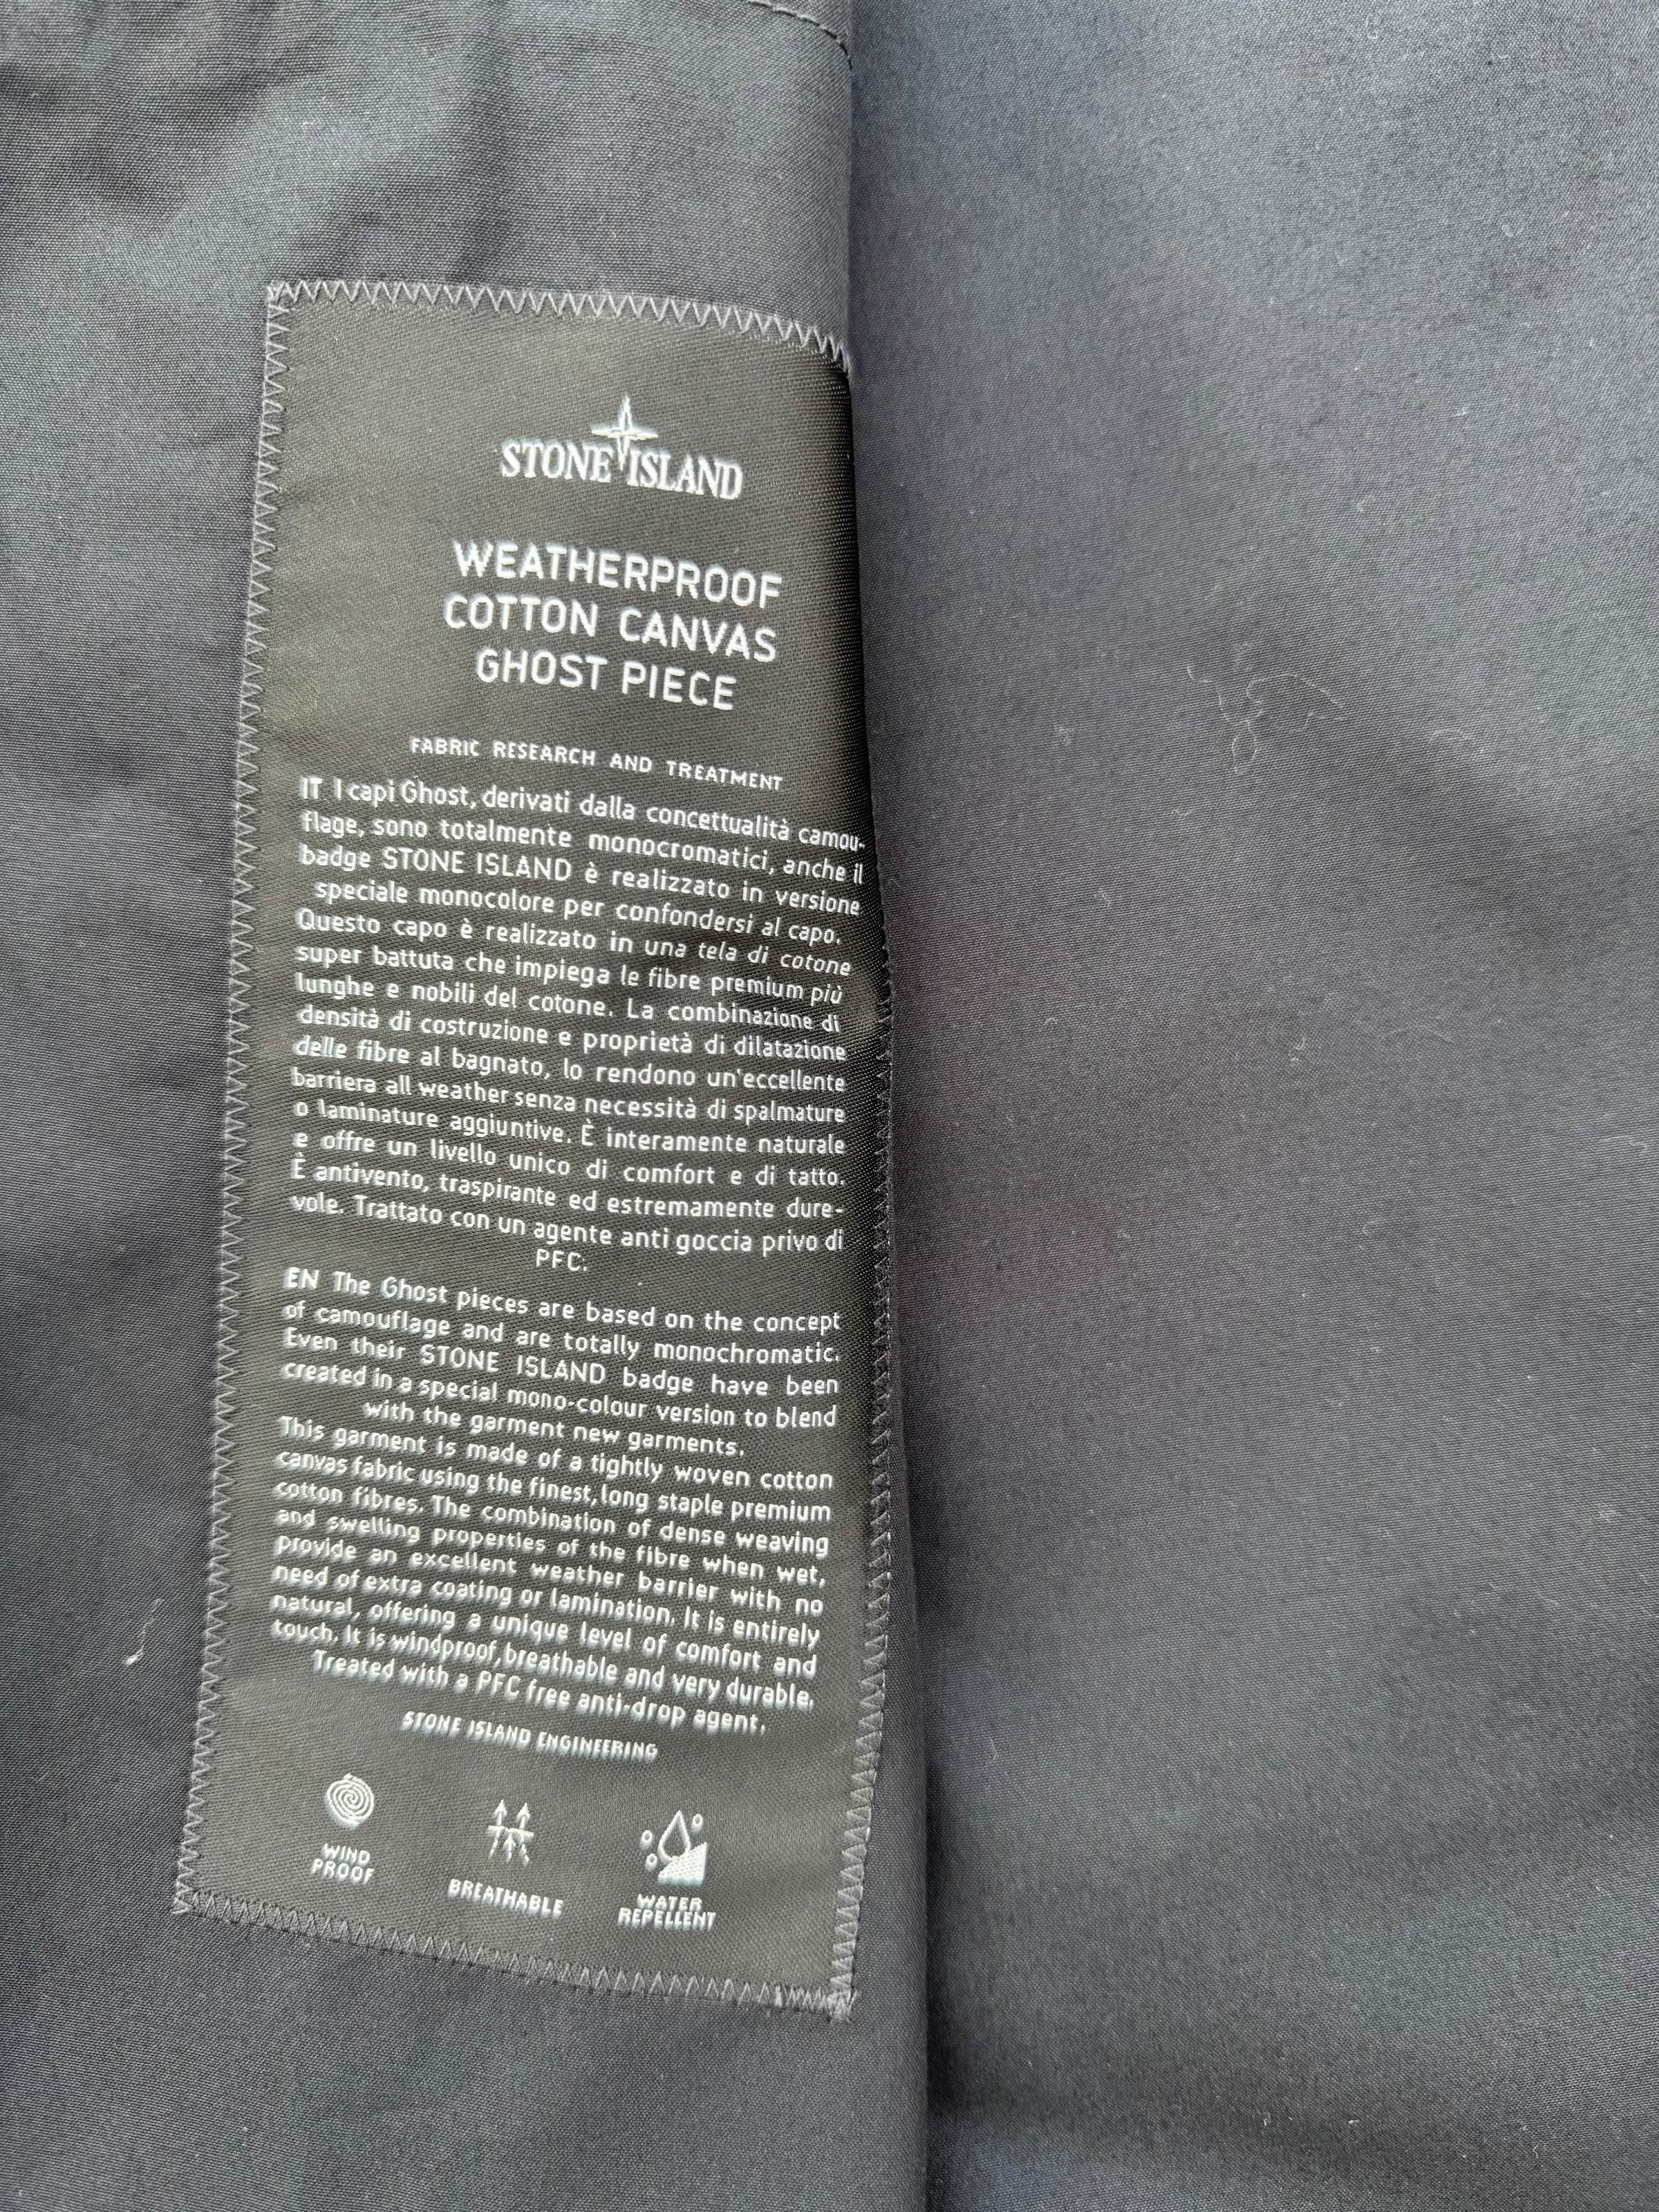 STONE ISLAND
WEATHERPROOF
COTTON CANVAS
GHOST PIECE
FABRIC RESEARCH AND TREATMENT
IT I capi Ghost, derivati dalla concettualità camou-
flage, sono totalmente monocromatici, anche il
badge STONE ISLAND è realizzato in versione
speciale monocolore per confondersi al capo.
Questo capo è realizzato in una tela di cotone
super battuta che impiega le fibre premium più
lunghe e nobili del cotone. La combinazione di
densità di costruzione e proprietà di dilatazione
delle fibre al bagnato, lo rendono un'eccellente
barriera all weather senza necessità di spalmature
o laminature aggiuntive. È interamente naturale
e offre un livello unico di comfort e di tatto.
È antivento, traspirante ed estremamente dure-
vole. Trattato con un agente anti goccia privo di
PFC.
EN The Ghost pieces are based on the concept
of camouflage and are totally monochromatic.
Even their STONE ISLAND badge have been
created in a special mono-colour version to blend
with the garment new garments.
This garment is made of a tightly woven cotton
canvas fabric using the finest, long staple premium
cotton fibres. The combination of dense weaving
and swelling properties of the fibre when wet,
provide an excellent weather barrier with no
need of extra coating or lamination. It is entirely
natural, offering a unique level of comfort and
touch. It is windproof, breathable and very durable.
Treated with a PFC free anti-drop agent.
STONE ISLAND ENGINEERING
WIND
PROOF
BREATHABLE
WATER
REPELLENT